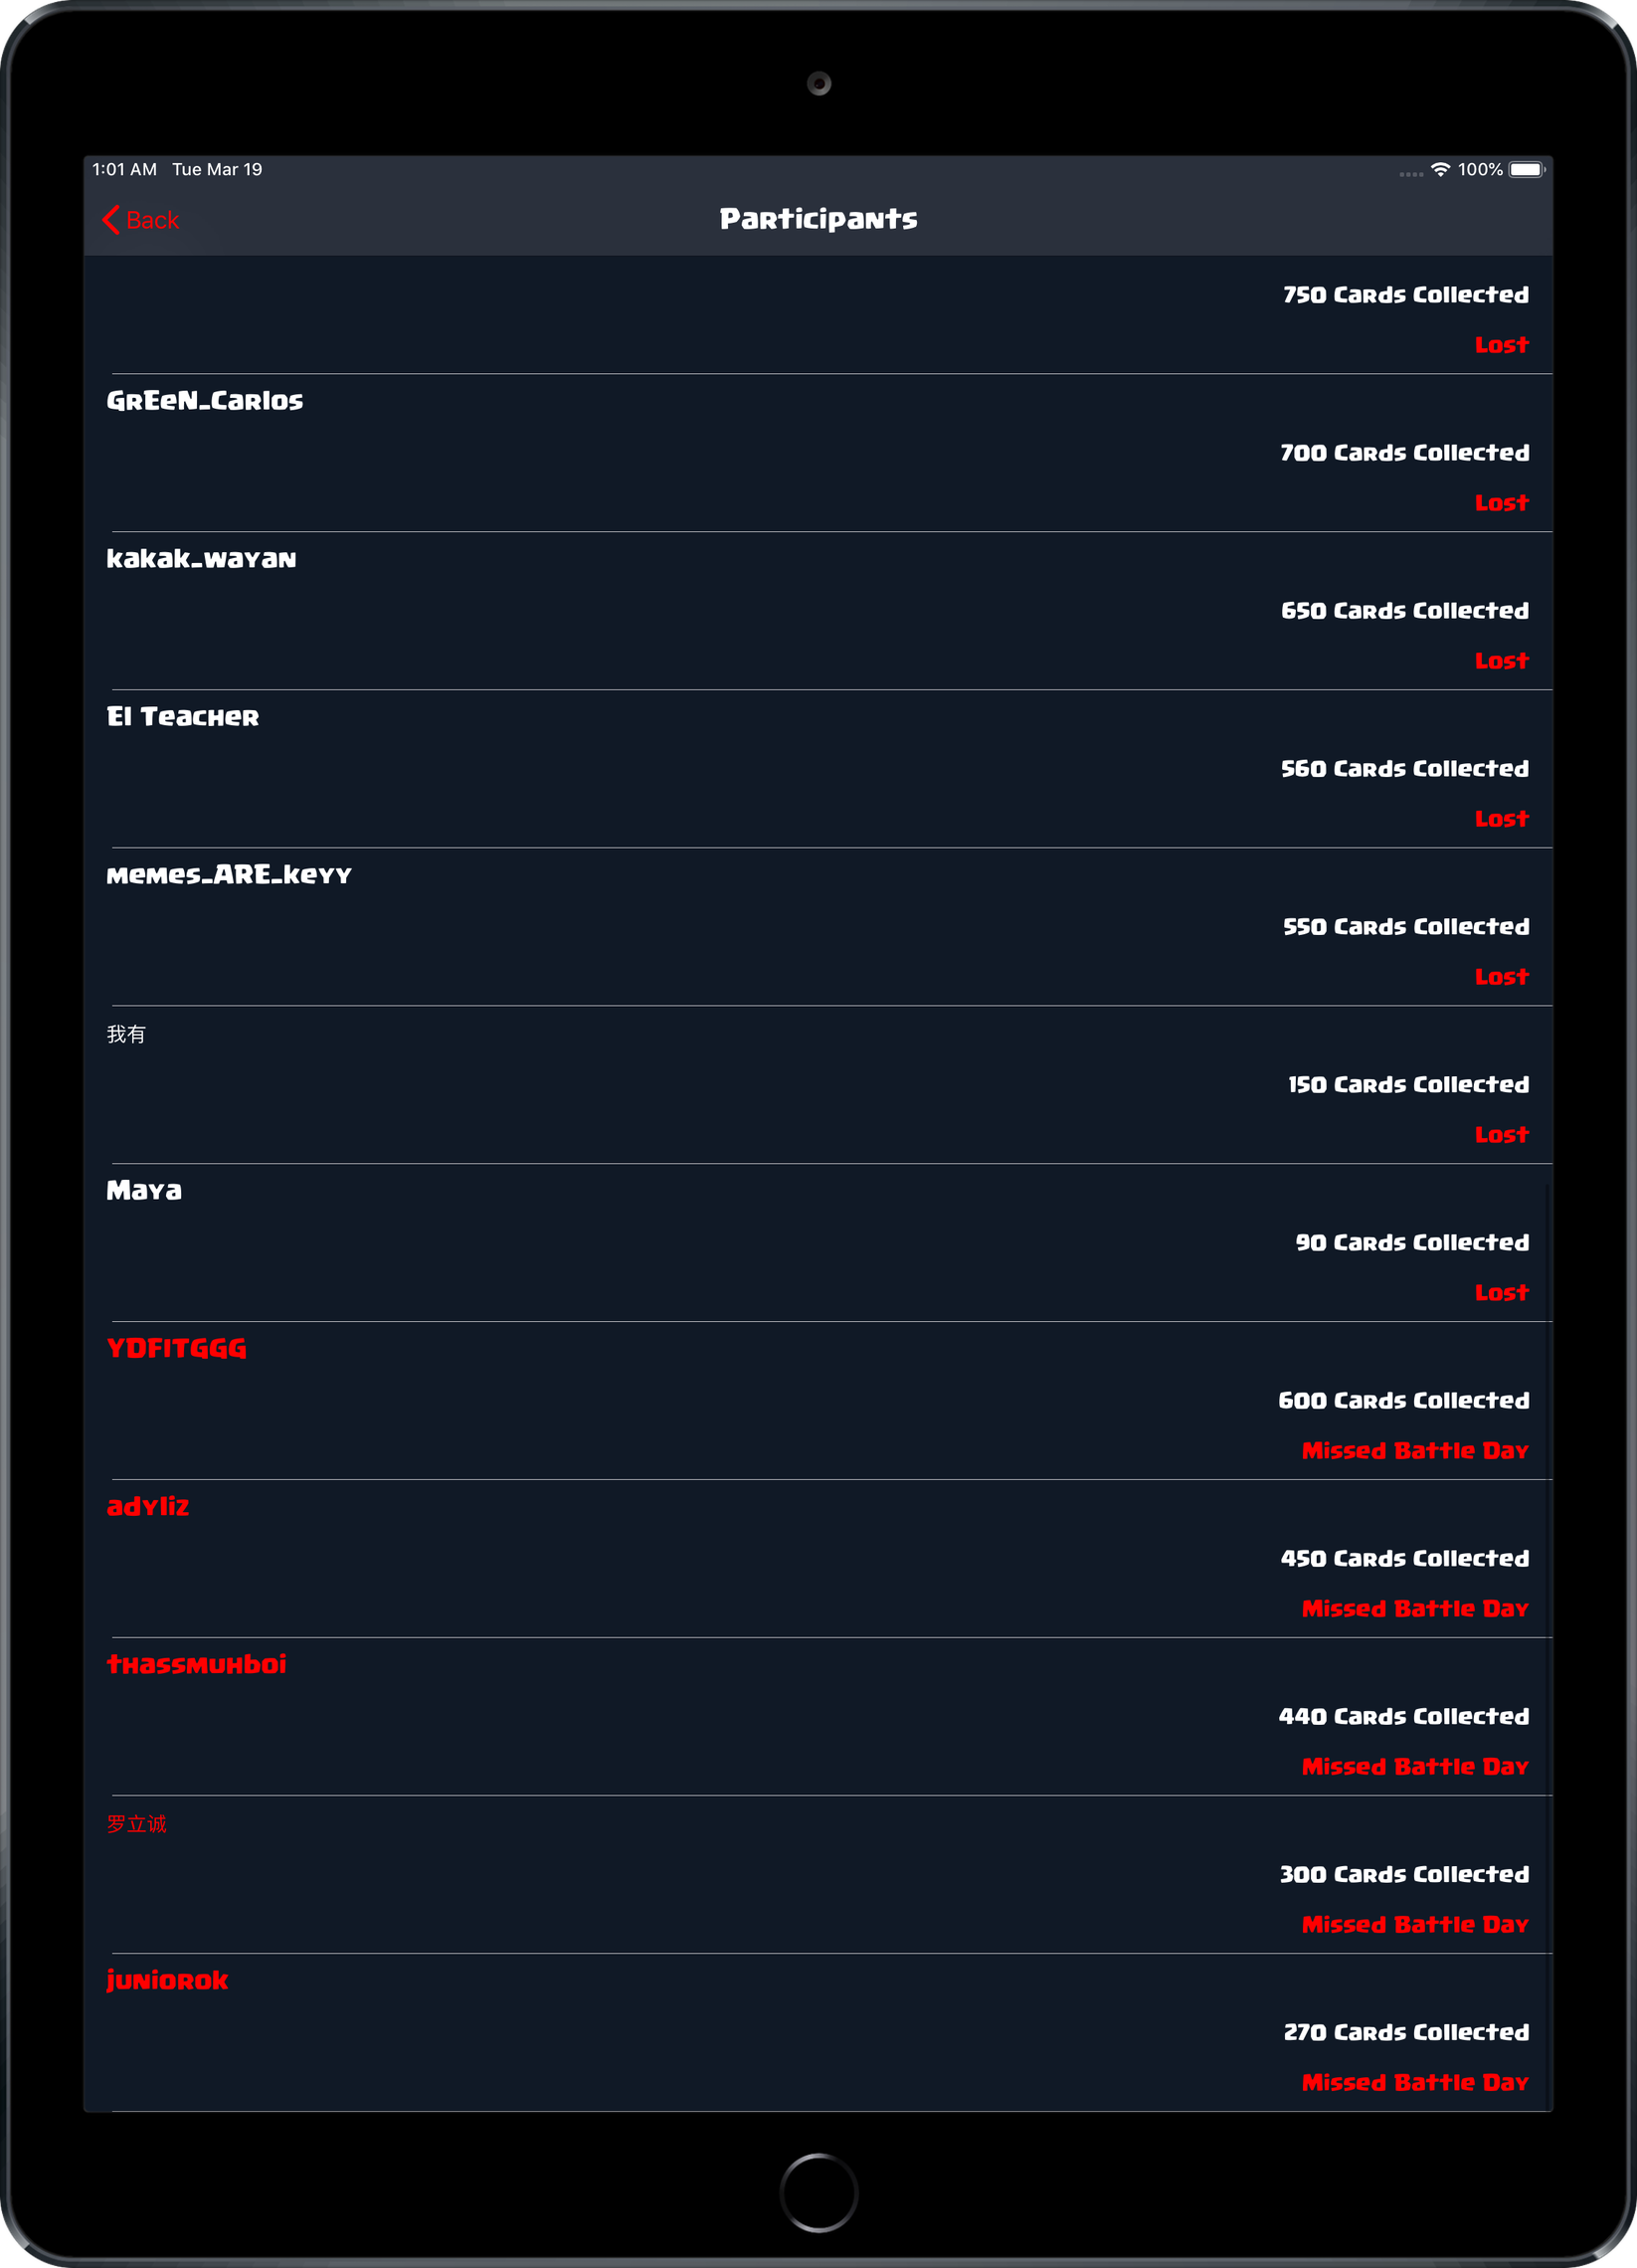 1:01 AM Tue Mar 19 100%
Back Participants
750 Cards Collected
Lost
GrEeN_Carlos
700 Cards Collected
Lost
kakak_wayan
650 Cards Collected
Lost
El Teacher
560 Cards Collected
Lost
memes_ARE_keyy
550 Cards Collected
Lost
我有
150 Cards Collected
Lost
Maya
90 Cards Collected
Lost
YDFITGGG
600 Cards Collected
Missed Battle Day
adyliz
450 Cards Collected
Missed Battle Day
thassmuhboi
440 Cards Collected
Missed Battle Day
罗立诚
300 Cards Collected
Missed Battle Day
juniorok
270 Cards Collected
Missed Battle Day